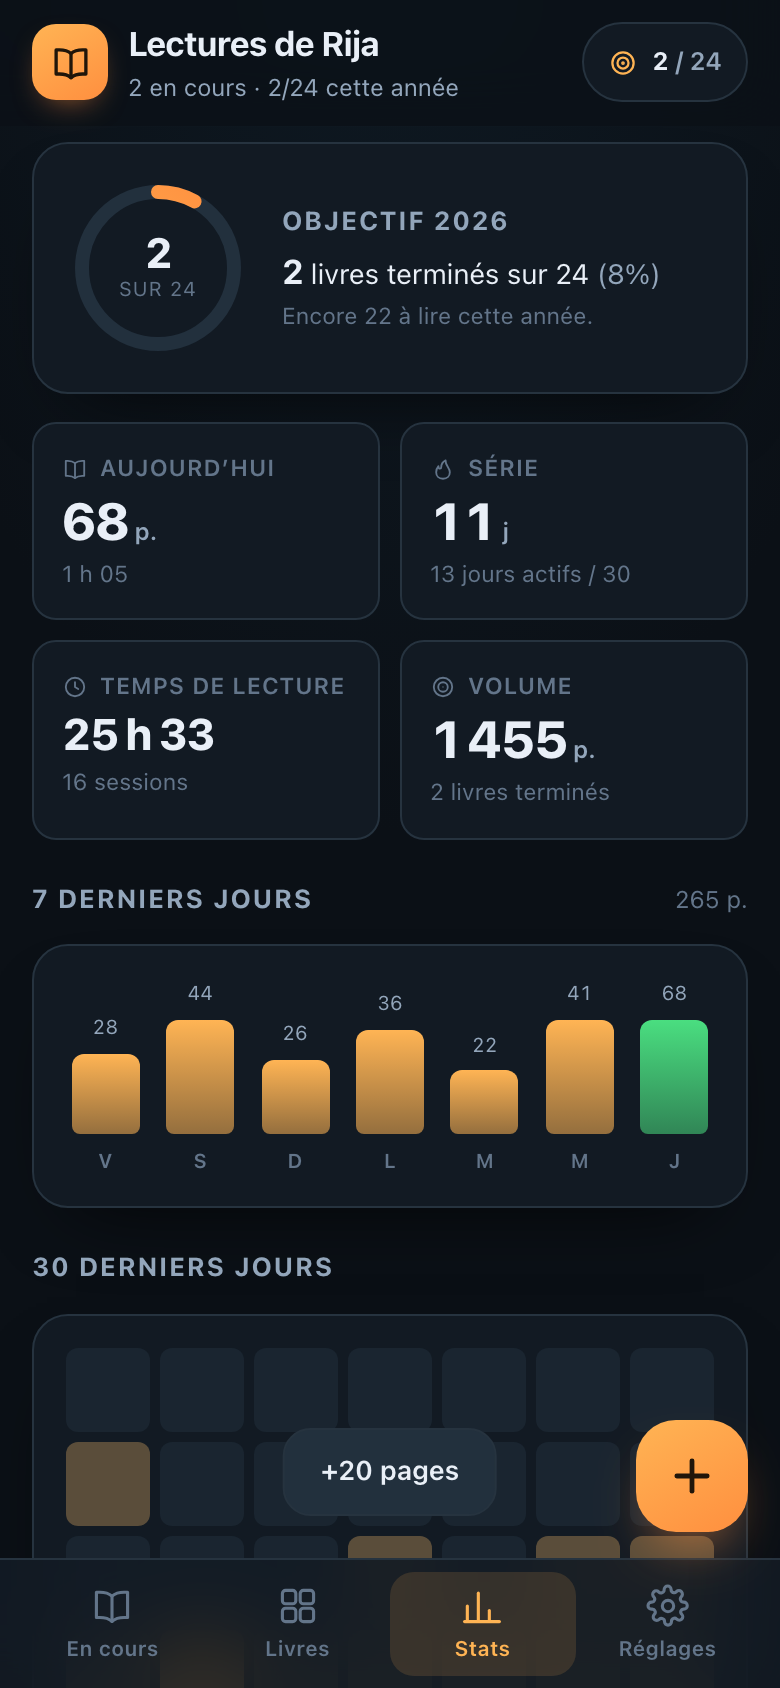 Lectures de Rija
2 en cours · 2/24 cette année
2 / 24
2
SUR 24
OBJECTIF 2026
2 livres terminés sur 24 (8%)
Encore 22 à lire cette année.
AUJOURD’HUI
68 p.
1 h 05
SÉRIE
11 j
13 jours actifs / 30
TEMPS DE LECTURE
25 h 33
16 sessions
VOLUME
1 455 p.
2 livres terminés
7 DERNIERS JOURS
265 p.
28 44 26 36 22 41 68
V S D L M M J
30 DERNIERS JOURS
+20 pages
En cours
Livres
Stats
Réglages